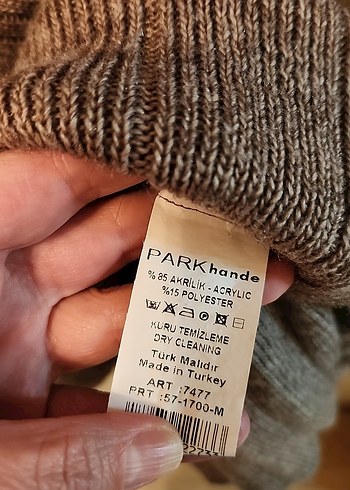 PARKhande
%85 AKRİLİK - ACRYLIC
%15 POLYESTER
KURU TEMİZLEME
DRY CLEANING
Türk Malıdır
Made in Turkey
ART :7477
PRT :57-1700-M